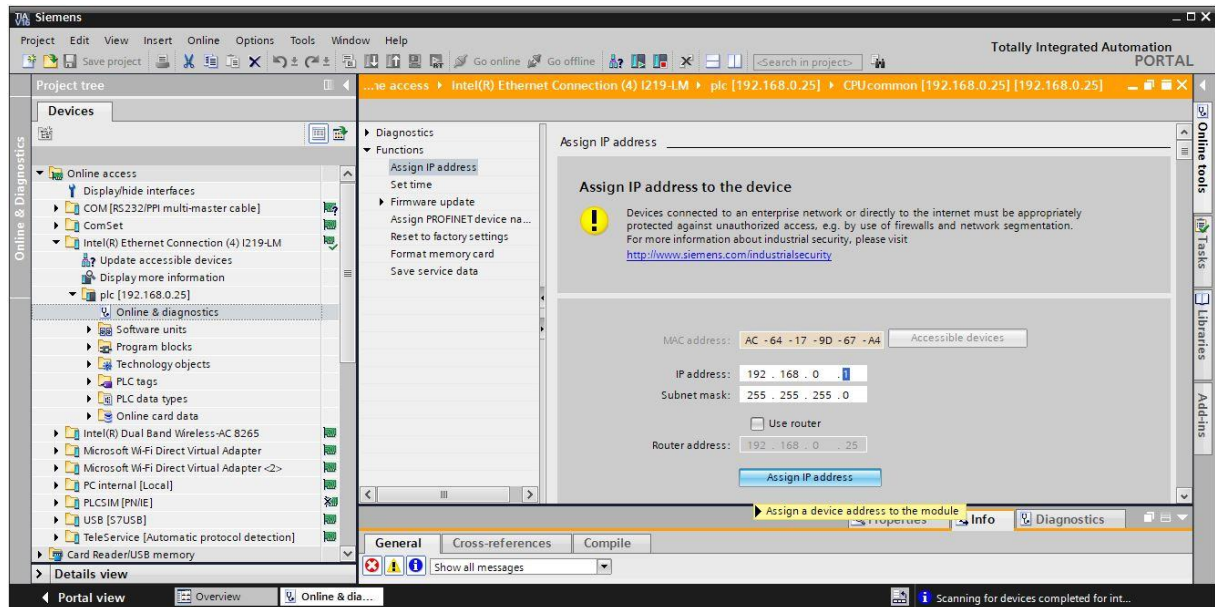 Siemens
Project Edit View Insert Online Options Tools Window Help
Save project Go online Go offline <Search in project>
Totally Integrated Automation
PORTAL
Project tree
...ne access Intel(R) Ethernet Connection (4) I219-LM plc [192.168.0.25] CPUcommon [192.168.0.25] [192.168.0.25]
Devices
Online & Diagnostics
Online access
Display/hide interfaces
COM [RS232/PPI multi-master cable]
ComSet
Intel(R) Ethernet Connection (4) I219-LM
Update accessible devices
Display more information
plc [192.168.0.25]
Online & diagnostics
Software units
Program blocks
Technology objects
PLC tags
PLC data types
Online card data
Intel(R) Dual Band Wireless-AC 8265
Microsoft Wi-Fi Direct Virtual Adapter
Microsoft Wi-Fi Direct Virtual Adapter <2>
PC internal [Local]
PLCSIM [PN/IE]
USB [S7USB]
TeleService [Automatic protocol detection]
Card Reader/USB memory
Details view
Diagnostics
Functions
Assign IP address
Set time
Firmware update
Assign PROFINET device na...
Reset to factory settings
Format memory card
Save service data
Assign IP address
Assign IP address to the device
Devices connected to an enterprise network or directly to the internet must be appropriately
protected against unauthorized access, e.g. by use of firewalls and network segmentation.
For more information about industrial security, please visit
http://www.siemens.com/industrialsecurity
MAC address: AC -64 -17 -9D -67 -A4 Accessible devices
IP address: 192 . 168 . 0 . 1
Subnet mask: 255 . 255 . 255 . 0
Use router
Router address: 192 . 168 . 0 . 25
Assign IP address
Assign a device address to the module
Properties Info Diagnostics
General Cross-references Compile
Show all messages
Online tools
Tasks
Libraries
Add-ins
Portal view Overview Online & dia... Scanning for devices completed for int...